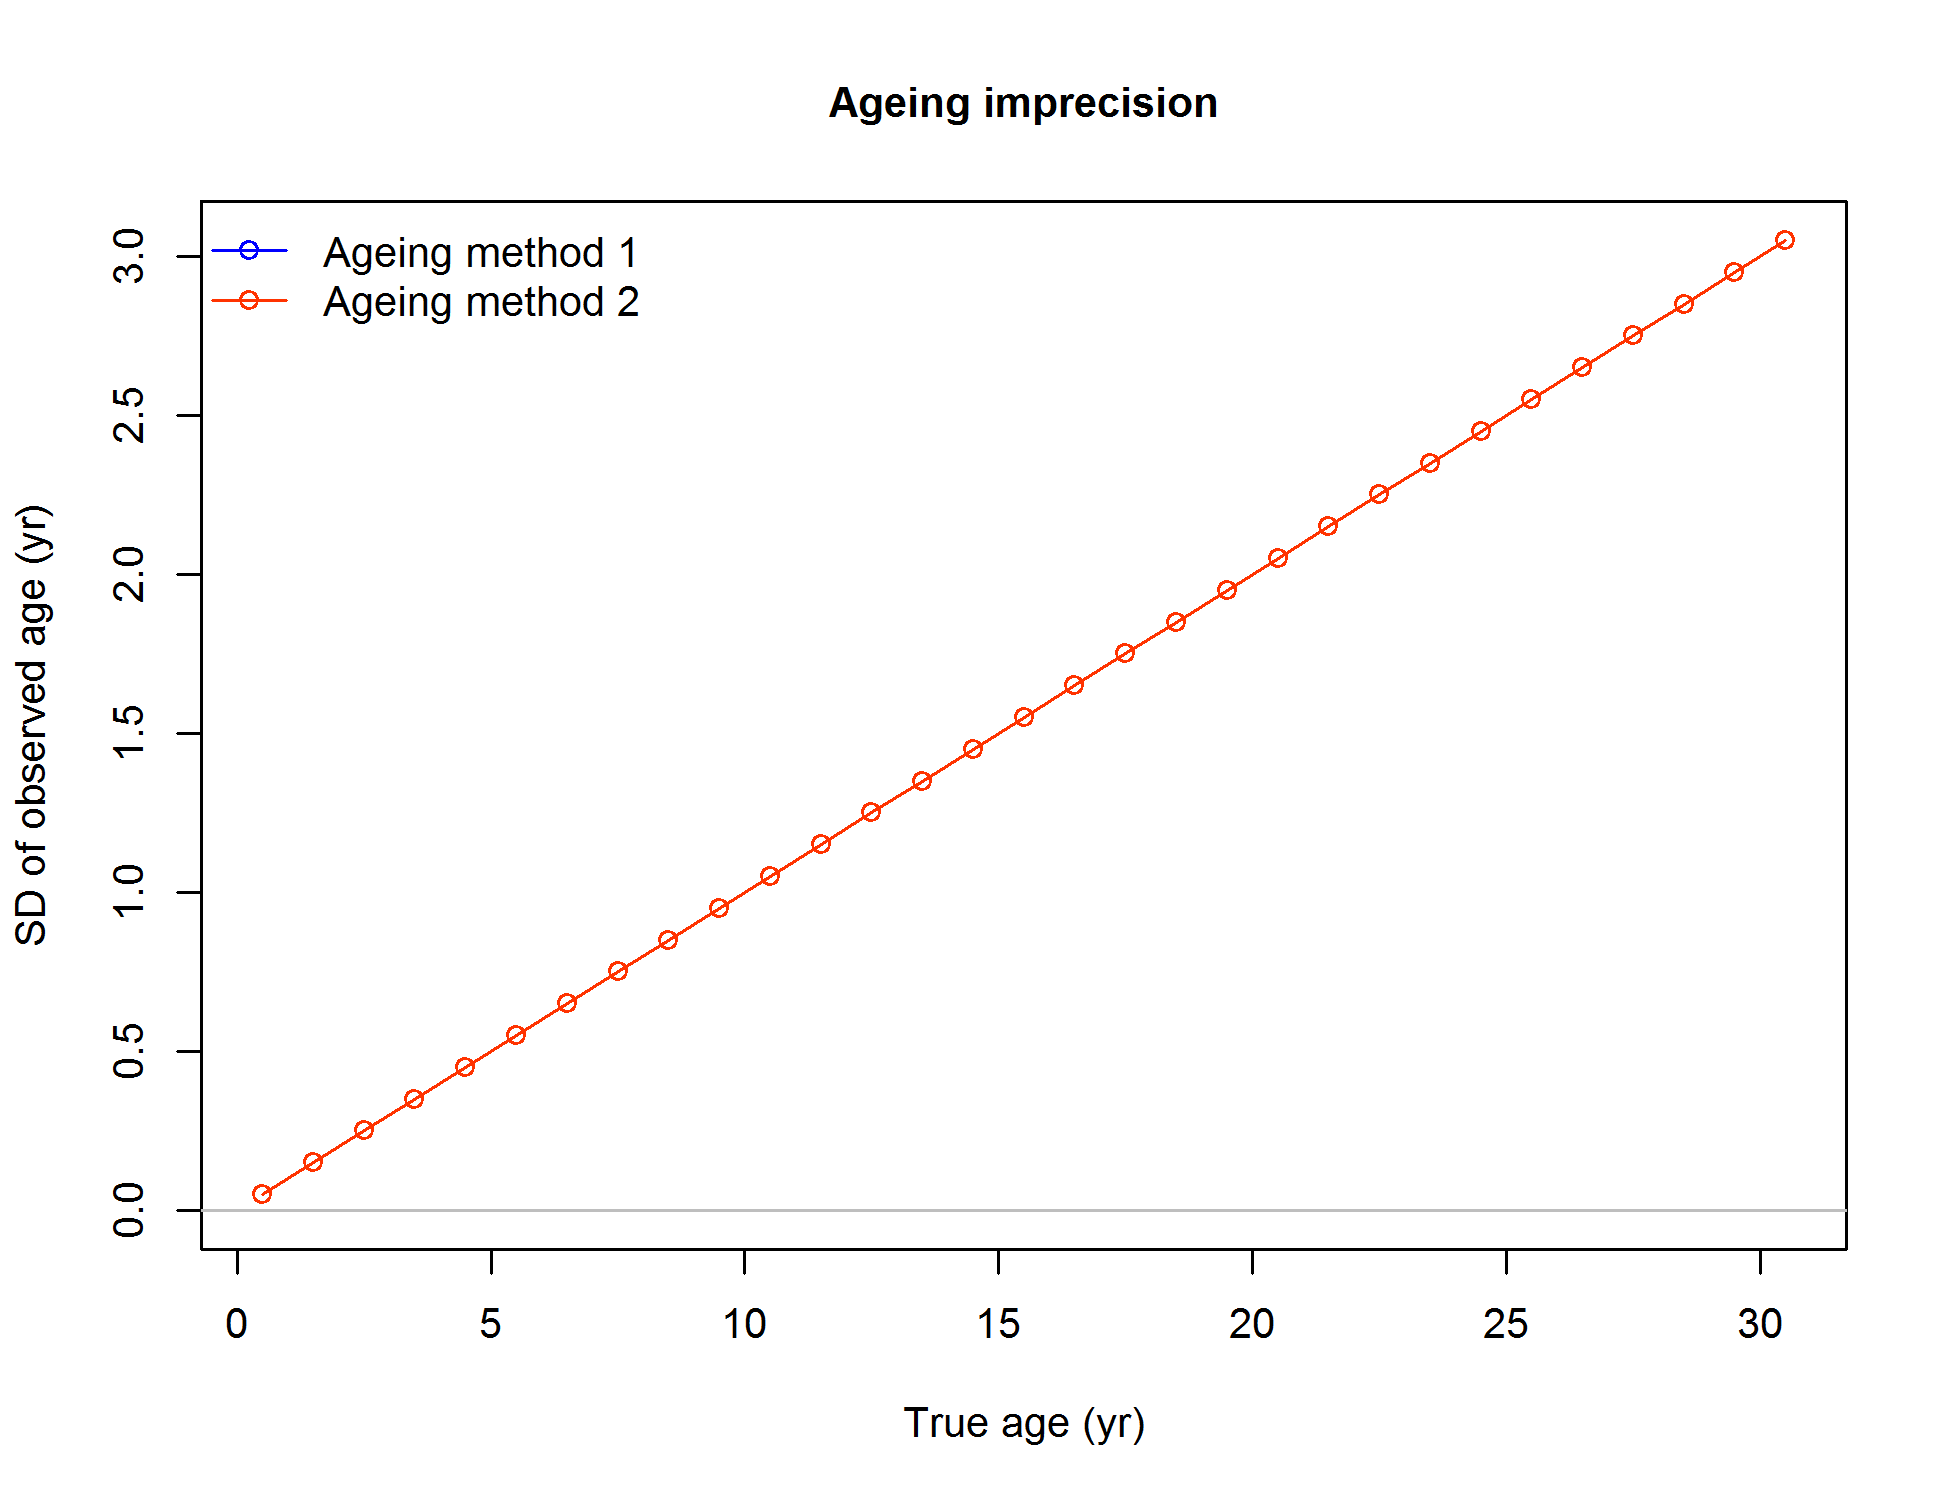 Ageing imprecision
Ageing method 1
Ageing method 2
3.0
2.5
2.0
1.5
1.0
0.5
0.0
SD of observed age (yr)
0 5 10 15 20 25 30
True age (yr)